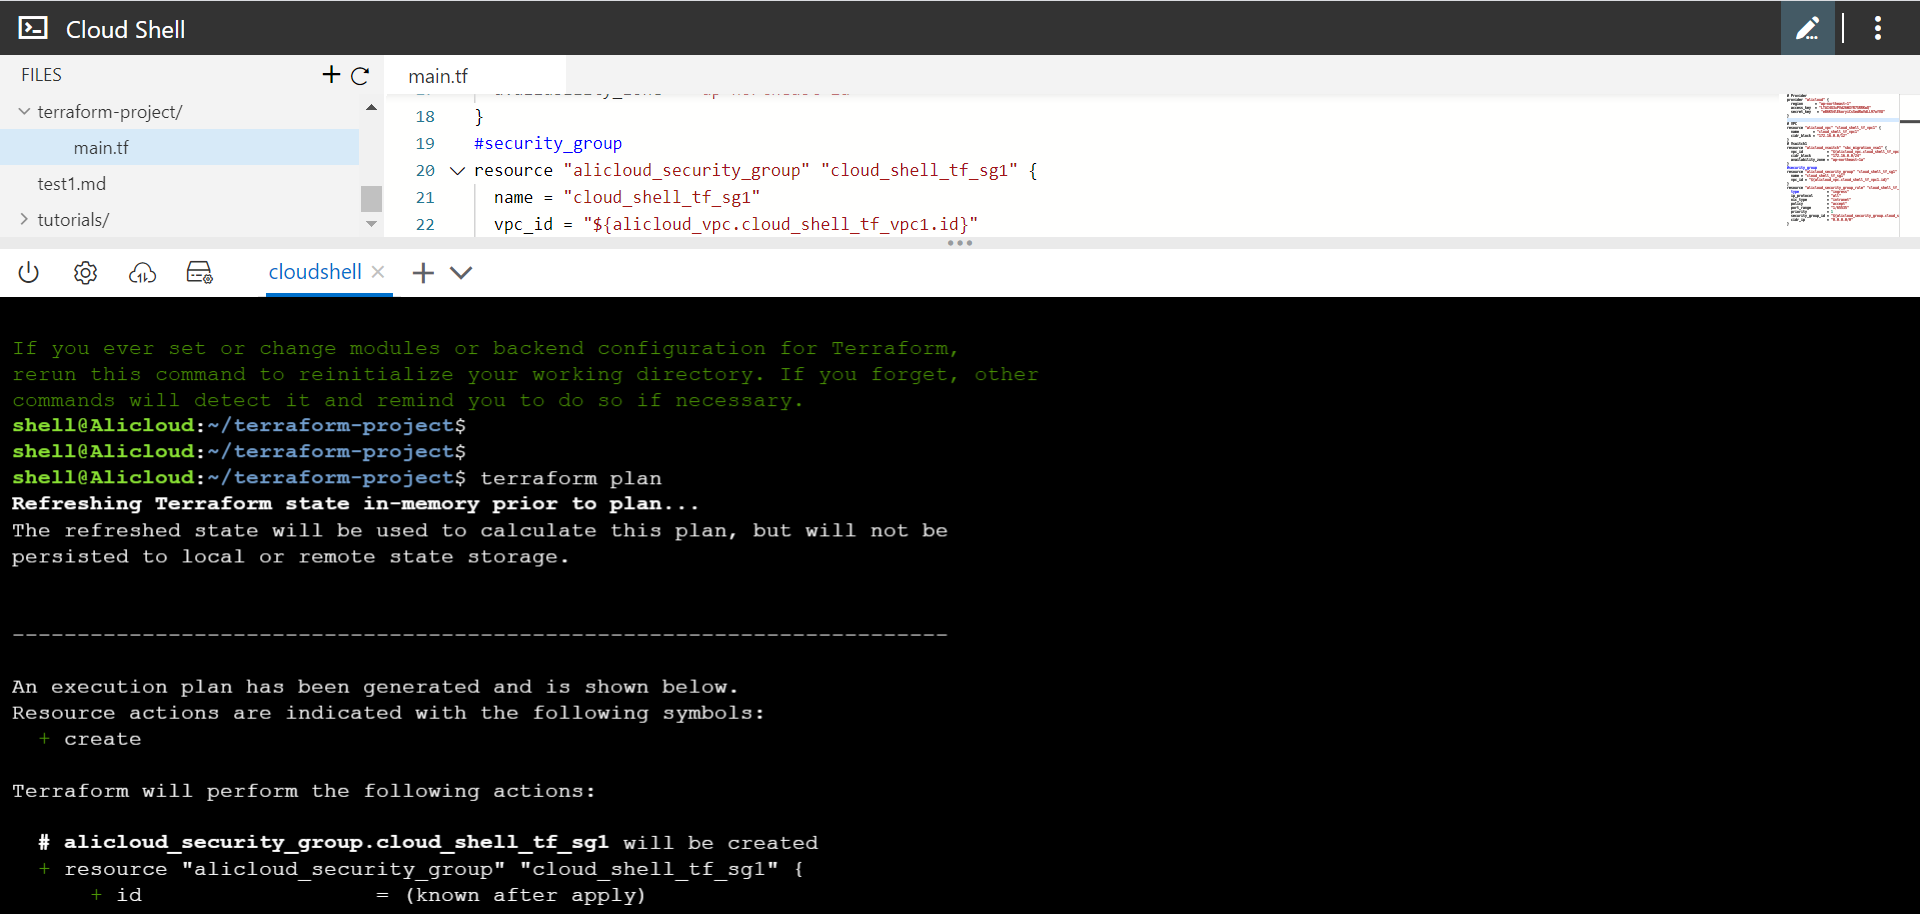 Cloud Shell
FILES
main.tf
terraform-project/
main.tf
test1.md
tutorials/
18 }
19 #security_group
20 resource "alicloud_security_group" "cloud_shell_tf_sg1" {
21 name = "cloud_shell_tf_sg1"
22 vpc_id = "${alicloud_vpc.cloud_shell_tf_vpc1.id}"
cloudshell
If you ever set or change modules or backend configuration for Terraform,
rerun this command to reinitialize your working directory. If you forget, other
commands will detect it and remind you to do so if necessary.
shell@Alicloud:~/terraform-project$
shell@Alicloud:~/terraform-project$
shell@Alicloud:~/terraform-project$ terraform plan
Refreshing Terraform state in-memory prior to plan...
The refreshed state will be used to calculate this plan, but will not be
persisted to local or remote state storage.
------------------------------------------------------------------------
An execution plan has been generated and is shown below.
Resource actions are indicated with the following symbols:
+ create
Terraform will perform the following actions:
# alicloud_security_group.cloud_shell_tf_sg1 will be created
+ resource "alicloud_security_group" "cloud_shell_tf_sg1" {
+ id = (known after apply)